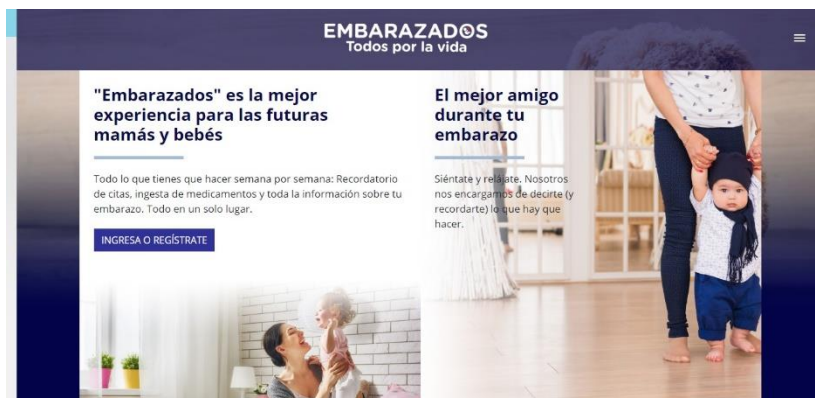 EMBARAZADOS
Todos por la vida
"Embarazados" es la mejor
experiencia para las futuras
mamás y bebés
Todo lo que tienes que hacer semana por semana: Recordatorio
de citas, ingesta de medicamentos y toda la información sobre tu
embarazo. Todo en un solo lugar.
INGRESA O REGÍSTRATE
El mejor amigo
durante tu
embarazo
Siéntate y relájate. Nosotros
nos encargamos de decirte (y
recordarte) lo que hay que
hacer.